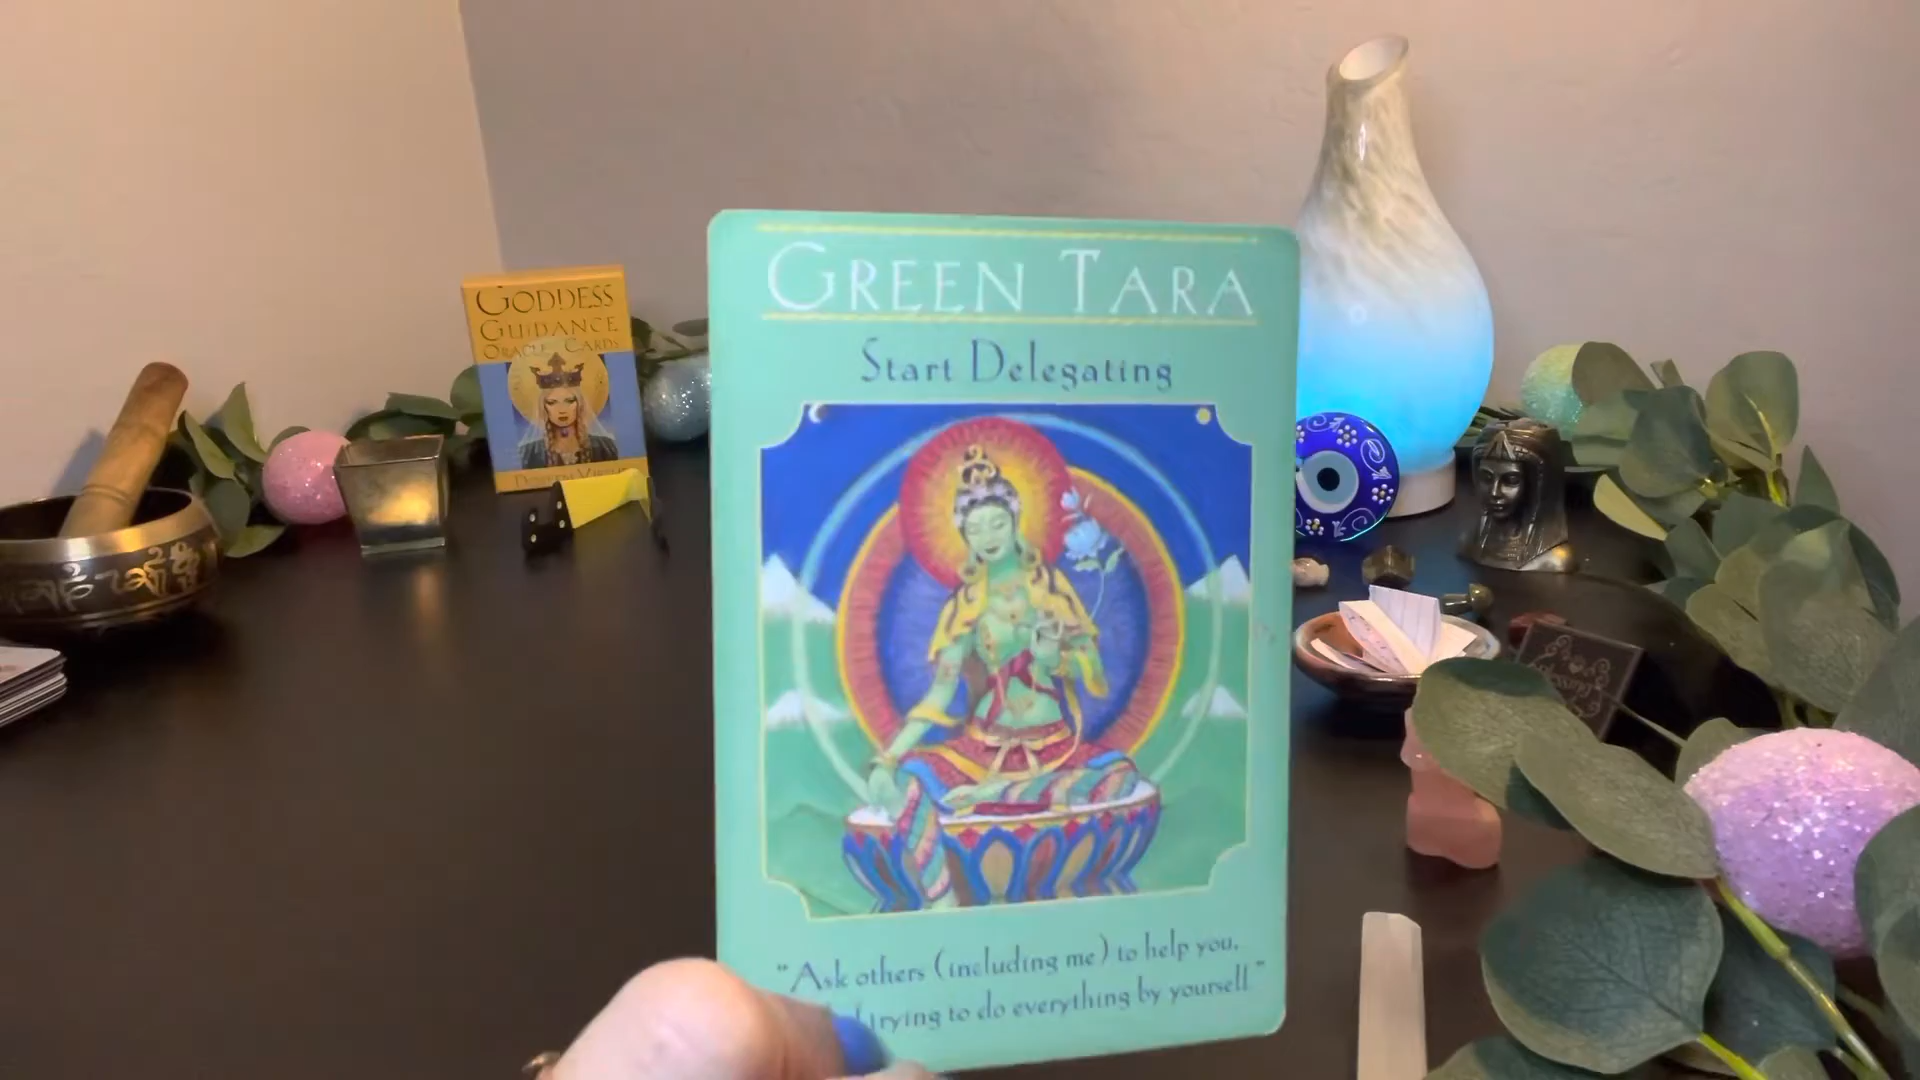 GREEN TARA
Start Delegating
"Ask others (including me) to help you,
trying to do everything by yourself"
GODDESS
GUIDANCE
ORACLE CARDS